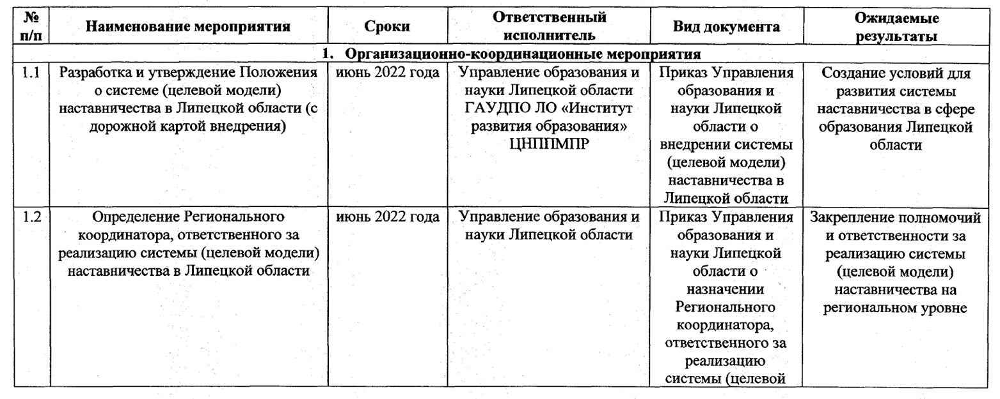 № п/п
Наименование мероприятия
Сроки
Ответственный
исполнитель
Вид документа
Ожидаемые
результаты
1. Организационно-координационные мероприятия
1.1
Разработка и утверждение Положения
о системе (целевой модели)
наставничества в Липецкой области (с
дорожной картой внедрения)
июнь 2022 года
Управление образования и
науки Липецкой области
ГАУДПО ЛО «Институт
развития образования»
ЦНППМПР
Приказ Управления
образования и
науки Липецкой
области о
внедрении системы
(целевой модели)
наставничества в
Липецкой области
Создание условий для
развития системы
наставничества в сфере
образования Липецкой
области
1.2
Определение Регионального
координатора, ответственного за
реализацию системы (целевой модели)
наставничества в Липецкой области
июнь 2022 года
Управление образования и
науки Липецкой области
Приказ Управления
образования и
науки Липецкой
области о
назначении
Регионального
координатора,
ответственного за
реализацию
системы (целевой
Закрепление полномочий
и ответственности за
реализацию системы
(целевой модели)
наставничества на
региональном уровне